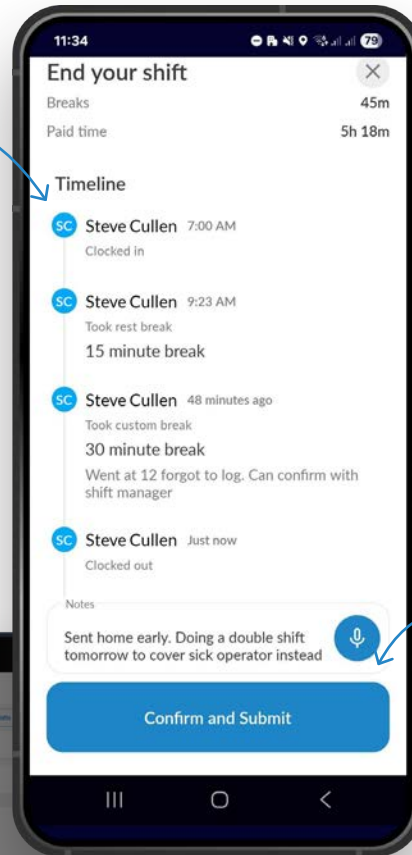 11:34
79
End your shift
Breaks 45m
Paid time 5h 18m
Timeline
SC Steve Cullen 7:00 AM
Clocked in
SC Steve Cullen 9:23 AM
Took rest break
15 minute break
SC Steve Cullen 48 minutes ago
Took custom break
30 minute break
Went at 12 forgot to log. Can confirm with
shift manager
SC Steve Cullen Just now
Clocked out
Notes
Sent home early. Doing a double shift
tomorrow to cover sick operator instead
Confirm and Submit